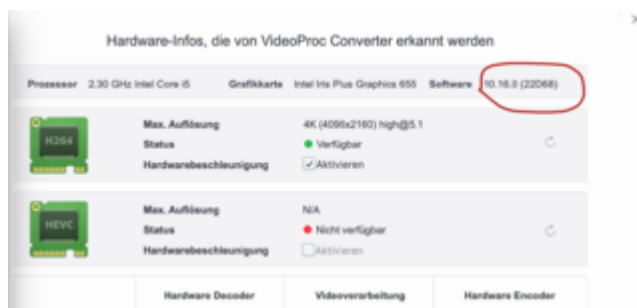 Hardware-Infos, die von VideoProc Converter erkannt werden
Prozessor 2.30 GHz Intel Core i5 Grafikkarte Intel Iris Plus Graphics 655 Software 10.16.0 (22D68)
H264
Max. Auflösung 4K (4096x2160) high@5.1
Status Verfügbar
Hardwarebeschleunigung Aktivieren
HEVC
Max. Auflösung N/A
Status Nicht verfügbar
Hardwarebeschleunigung Aktivieren
Hardware Decoder Videoverarbeitung Hardware Encoder